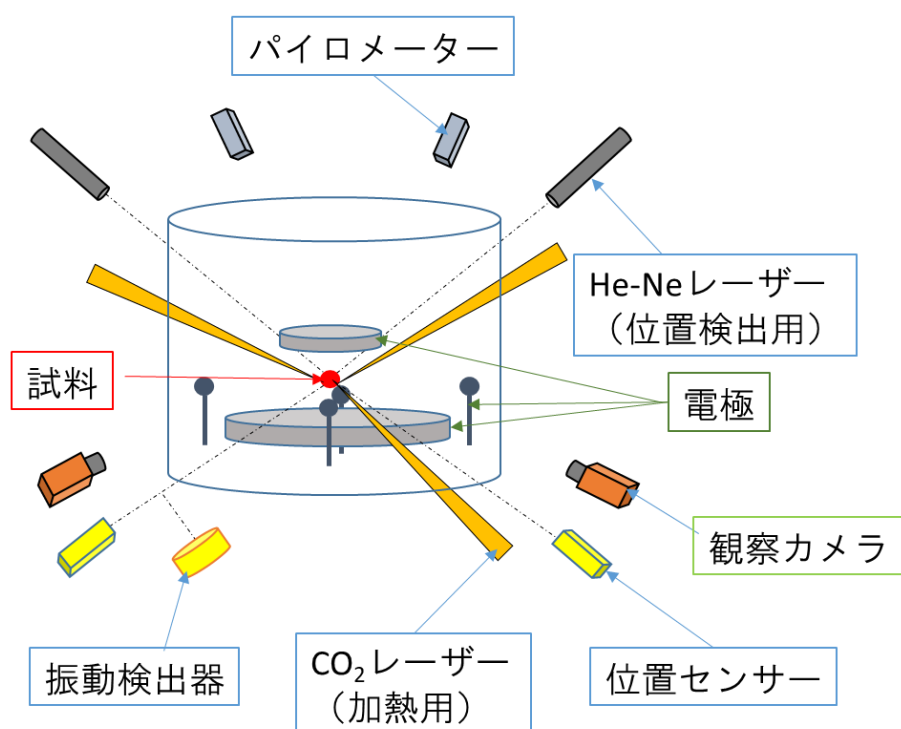 パイロメーター
He-Neレーザー
（位置検出用）
試料
電極
観察カメラ
振動検出器
CO₂レーザー
（加熱用）
位置センサー